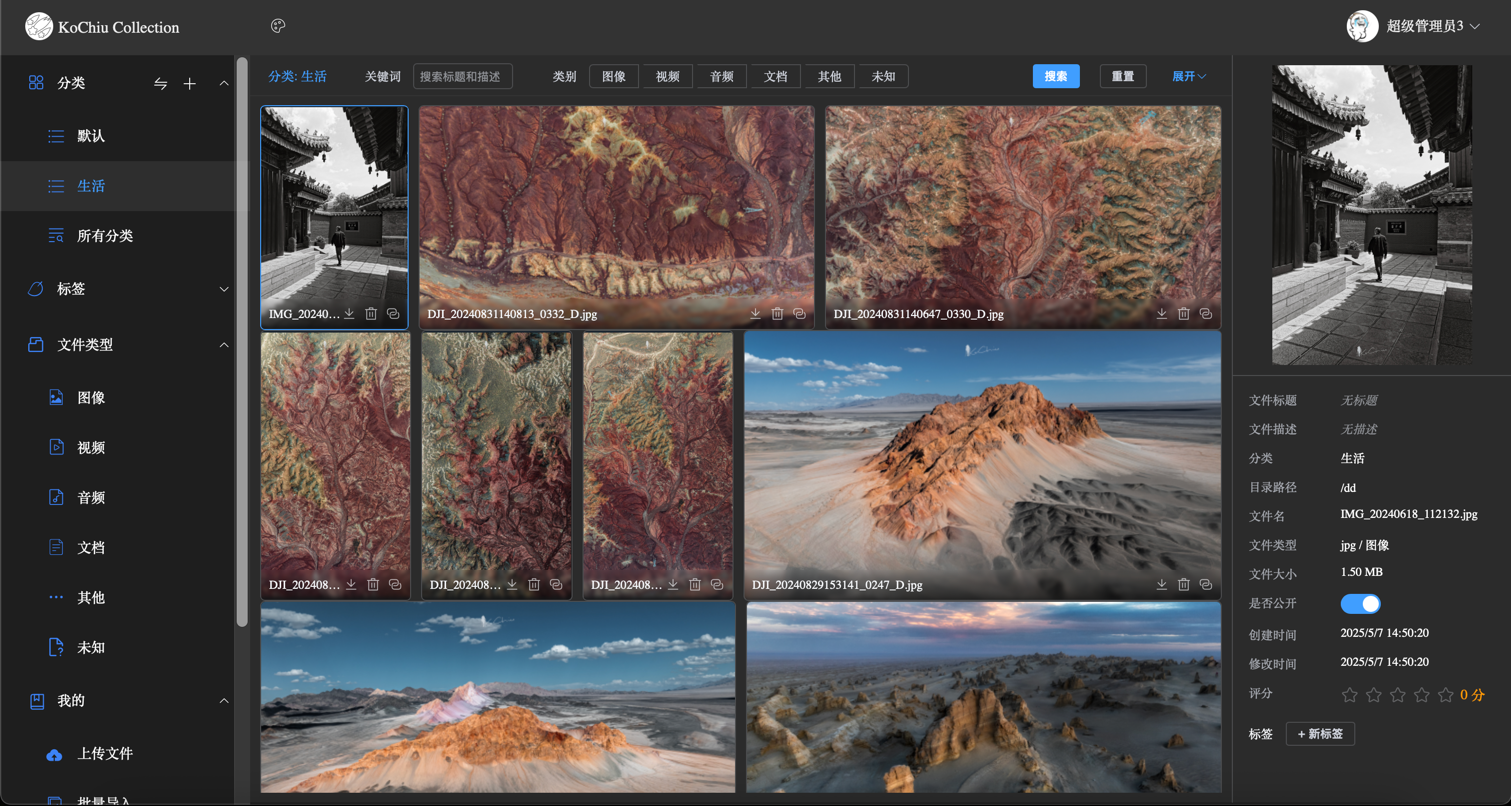 KoChiu Collection
超级管理员3
分类
默认
生活
所有分类
标签
文件类型
图像
视频
音频
文档
其他
未知
我的
上传文件
批量导入
分类: 生活
关键词
搜索标题和描述
类别
图像
视频
音频
文档
其他
未知
搜索
重置
展开
IMG_20240...
DJI_20240831140813_0332_D.jpg
DJI_20240831140647_0330_D.jpg
DJI_202408...
DJI_202408...
DJI_202408...
DJI_20240829153141_0247_D.jpg
文件标题 无标题
文件描述 无描述
分类 生活
目录路径 /dd
文件名 IMG_20240618_112132.jpg
文件类型 jpg / 图像
文件大小 1.50 MB
是否公开
创建时间 2025/5/7 14:50:20
修改时间 2025/5/7 14:50:20
评分 0 分
标签 + 新标签